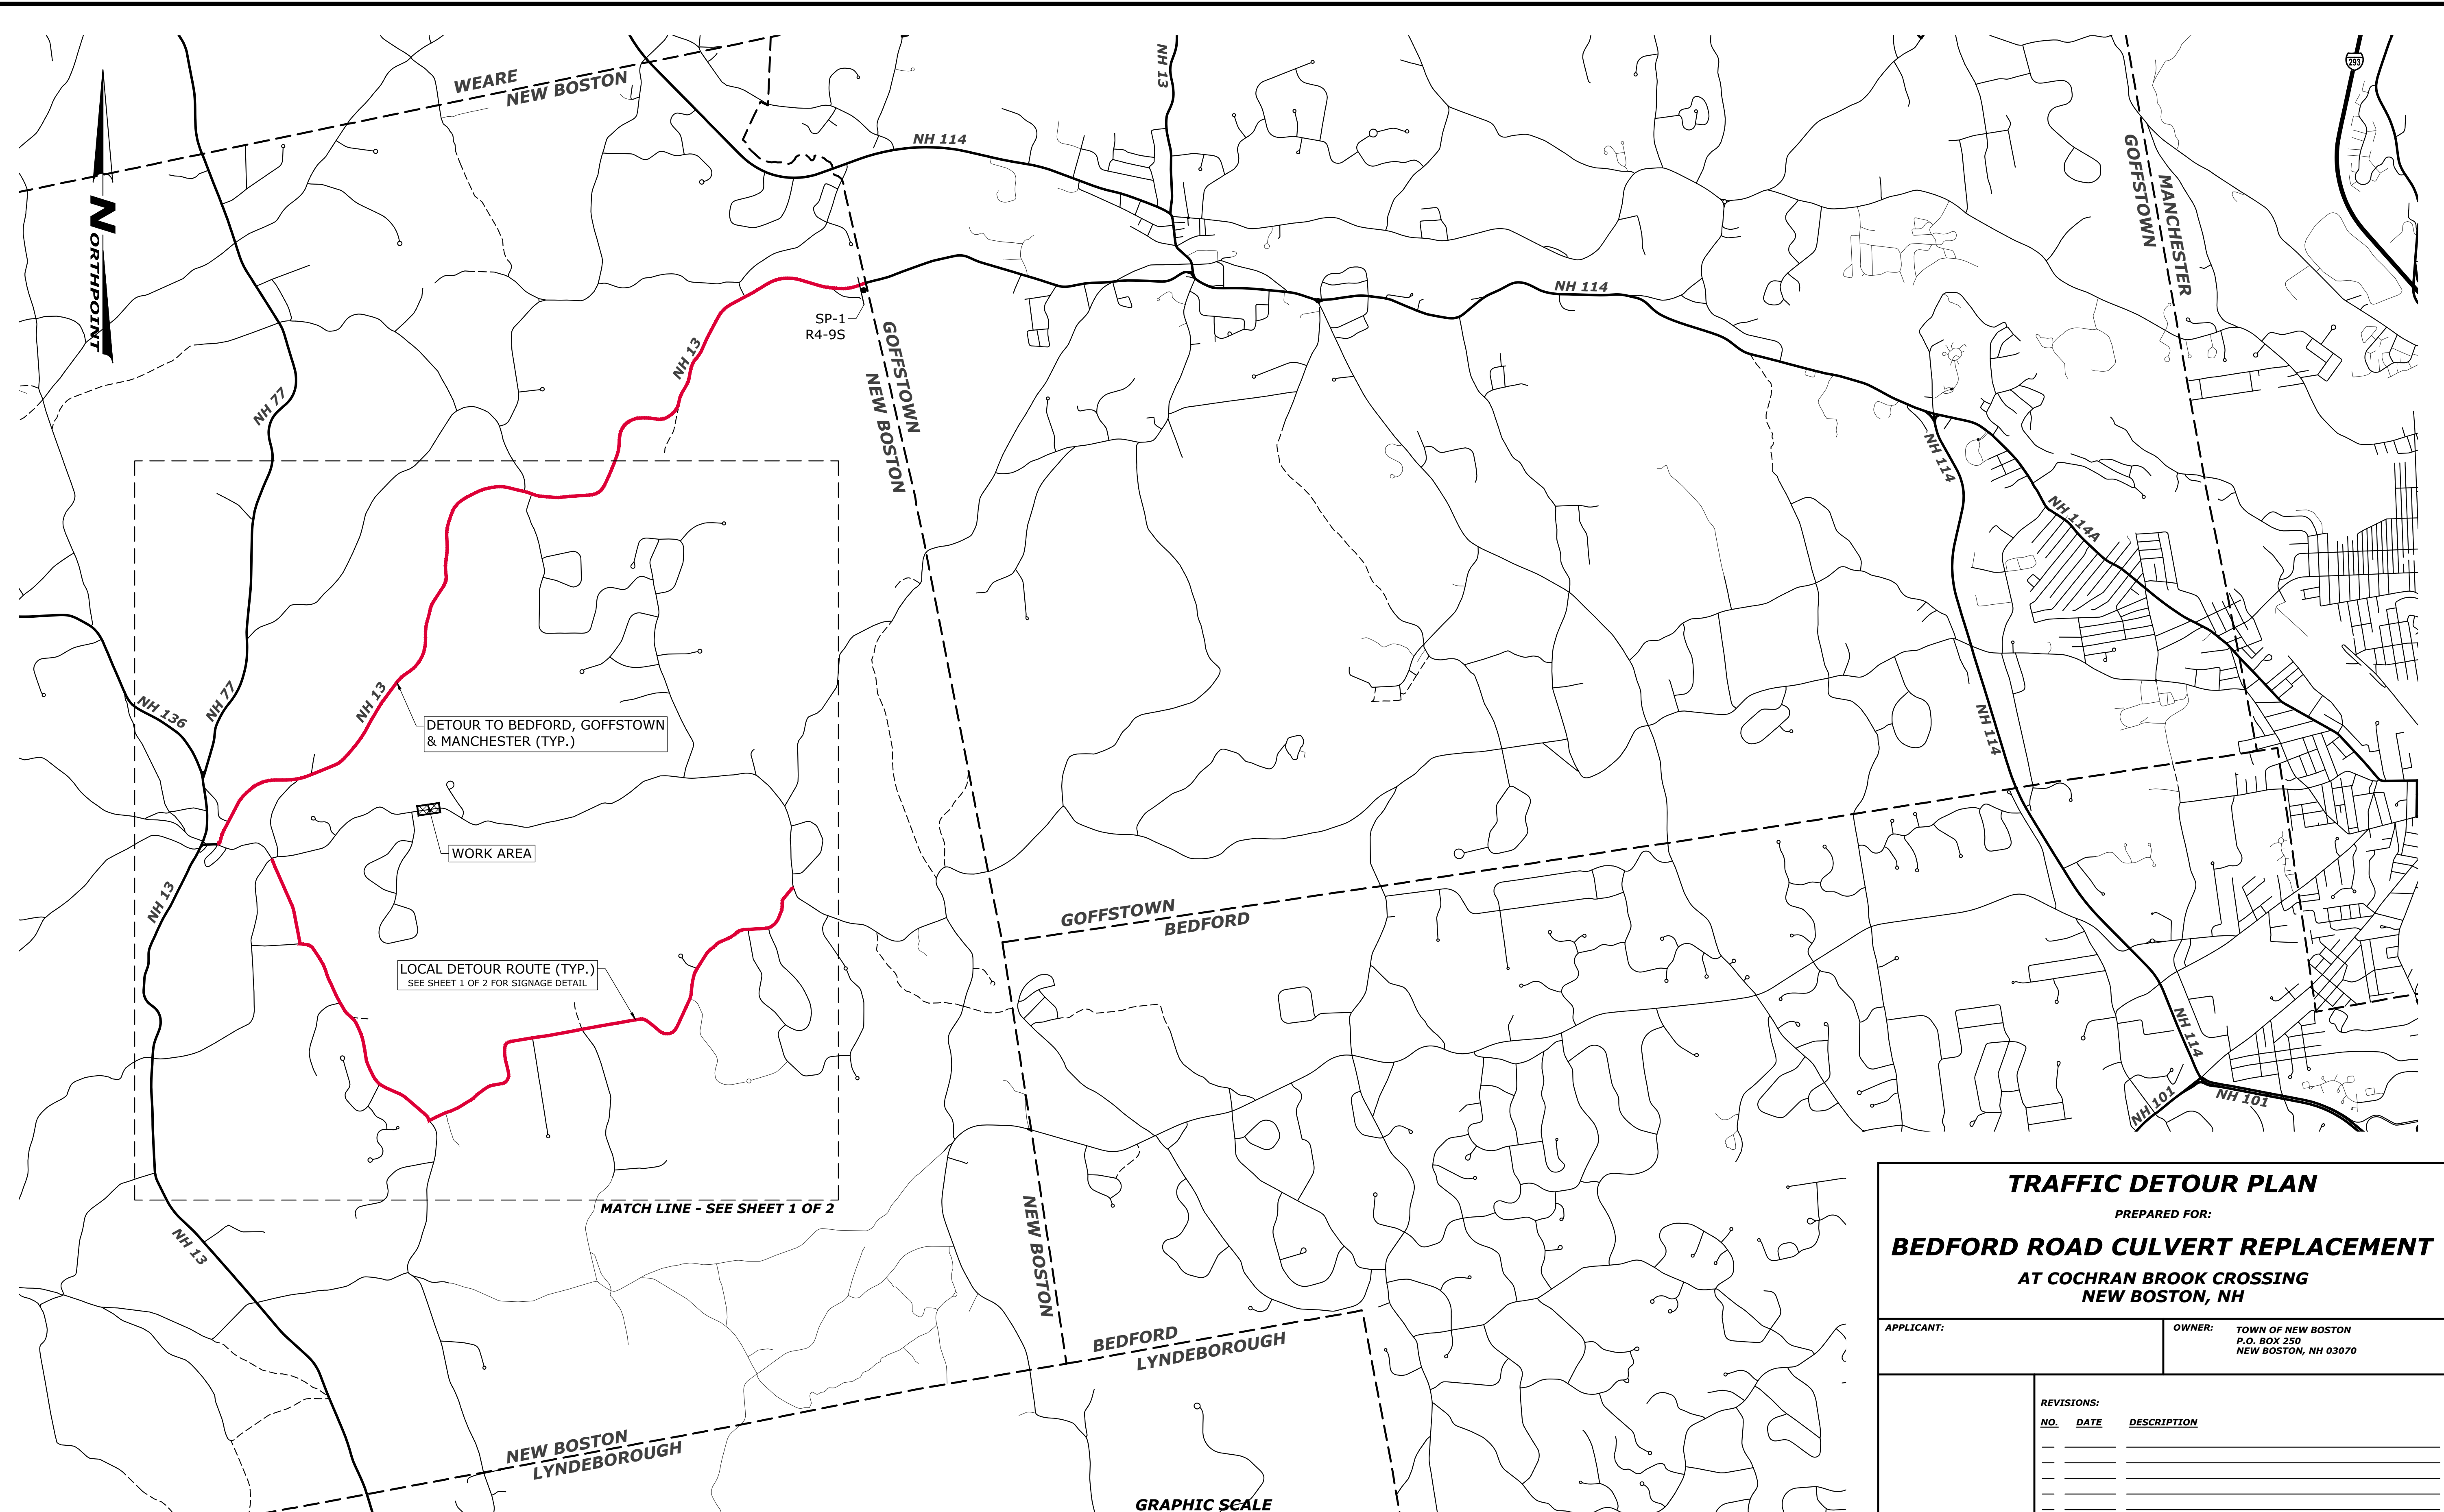 WEARE
NEW BOSTON
NH 13
293
NH 114
GOFFSTOWN
MANCHESTER
NORTHPOINT
SP-1
R4-9S
NH 114
GOFFSTOWN
NEW BOSTON
NH 13
NH 77
NH 114
NH 114A
NH 136
NH 77
NH 13
DETOUR TO BEDFORD, GOFFSTOWN
& MANCHESTER (TYP.)
NH 114
WORK AREA
NH 13
GOFFSTOWN
BEDFORD
LOCAL DETOUR ROUTE (TYP.)
SEE SHEET 1 OF 2 FOR SIGNAGE DETAIL
NH 114
NH 101
NH 101
MATCH LINE - SEE SHEET 1 OF 2
NH 13
NEW BOSTON
BEDFORD
LYNDEBOROUGH
NEW BOSTON
LYNDEBOROUGH
GRAPHIC SCALE
TRAFFIC DETOUR PLAN
PREPARED FOR:
BEDFORD ROAD CULVERT REPLACEMENT
AT COCHRAN BROOK CROSSING
NEW BOSTON, NH
APPLICANT:
OWNER: TOWN OF NEW BOSTON
P.O. BOX 250
NEW BOSTON, NH 03070
REVISIONS:
NO. DATE DESCRIPTION